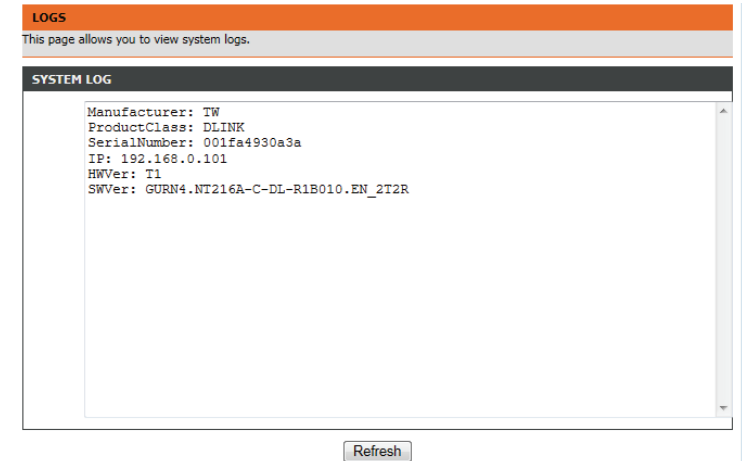 LOGS
This page allows you to view system logs.
SYSTEM LOG
Manufacturer: TW
ProductClass: DLINK
SerialNumber: 001fa4930a3a
IP: 192.168.0.101
HWVer: T1
SWVer: GURN4.NT216A-C-DL-R1B010.EN_2T2R
Refresh